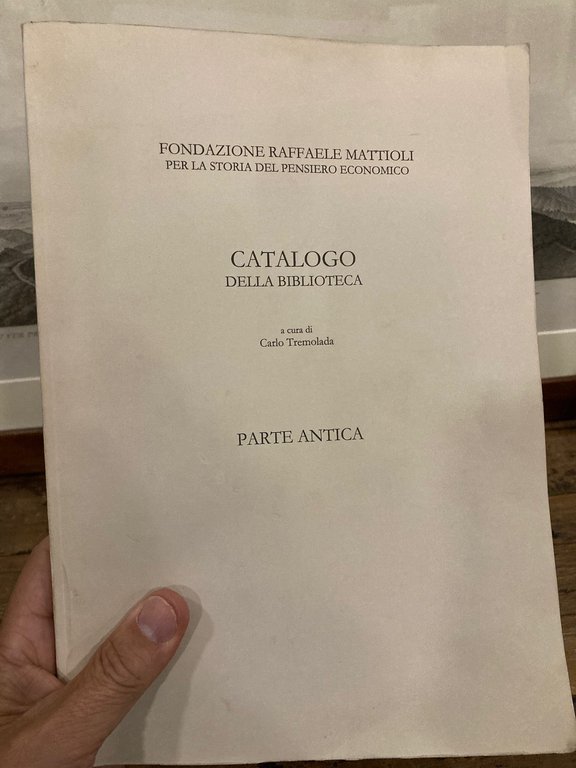 FONDAZIONE RAFFAELE MATTIOLI
PER LA STORIA DEL PENSIERO ECONOMICO
CATALOGO
DELLA BIBLIOTECA
a cura di
Carlo Tremolada
PARTE ANTICA